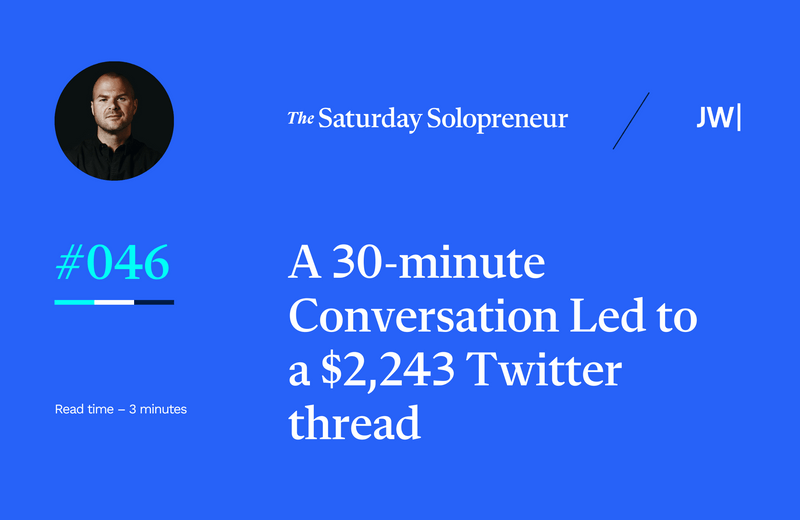 The Saturday Solopreneur
JW|
#046
A 30-minute
Conversation Led to
a $2,243 Twitter
thread
Read time – 3 minutes